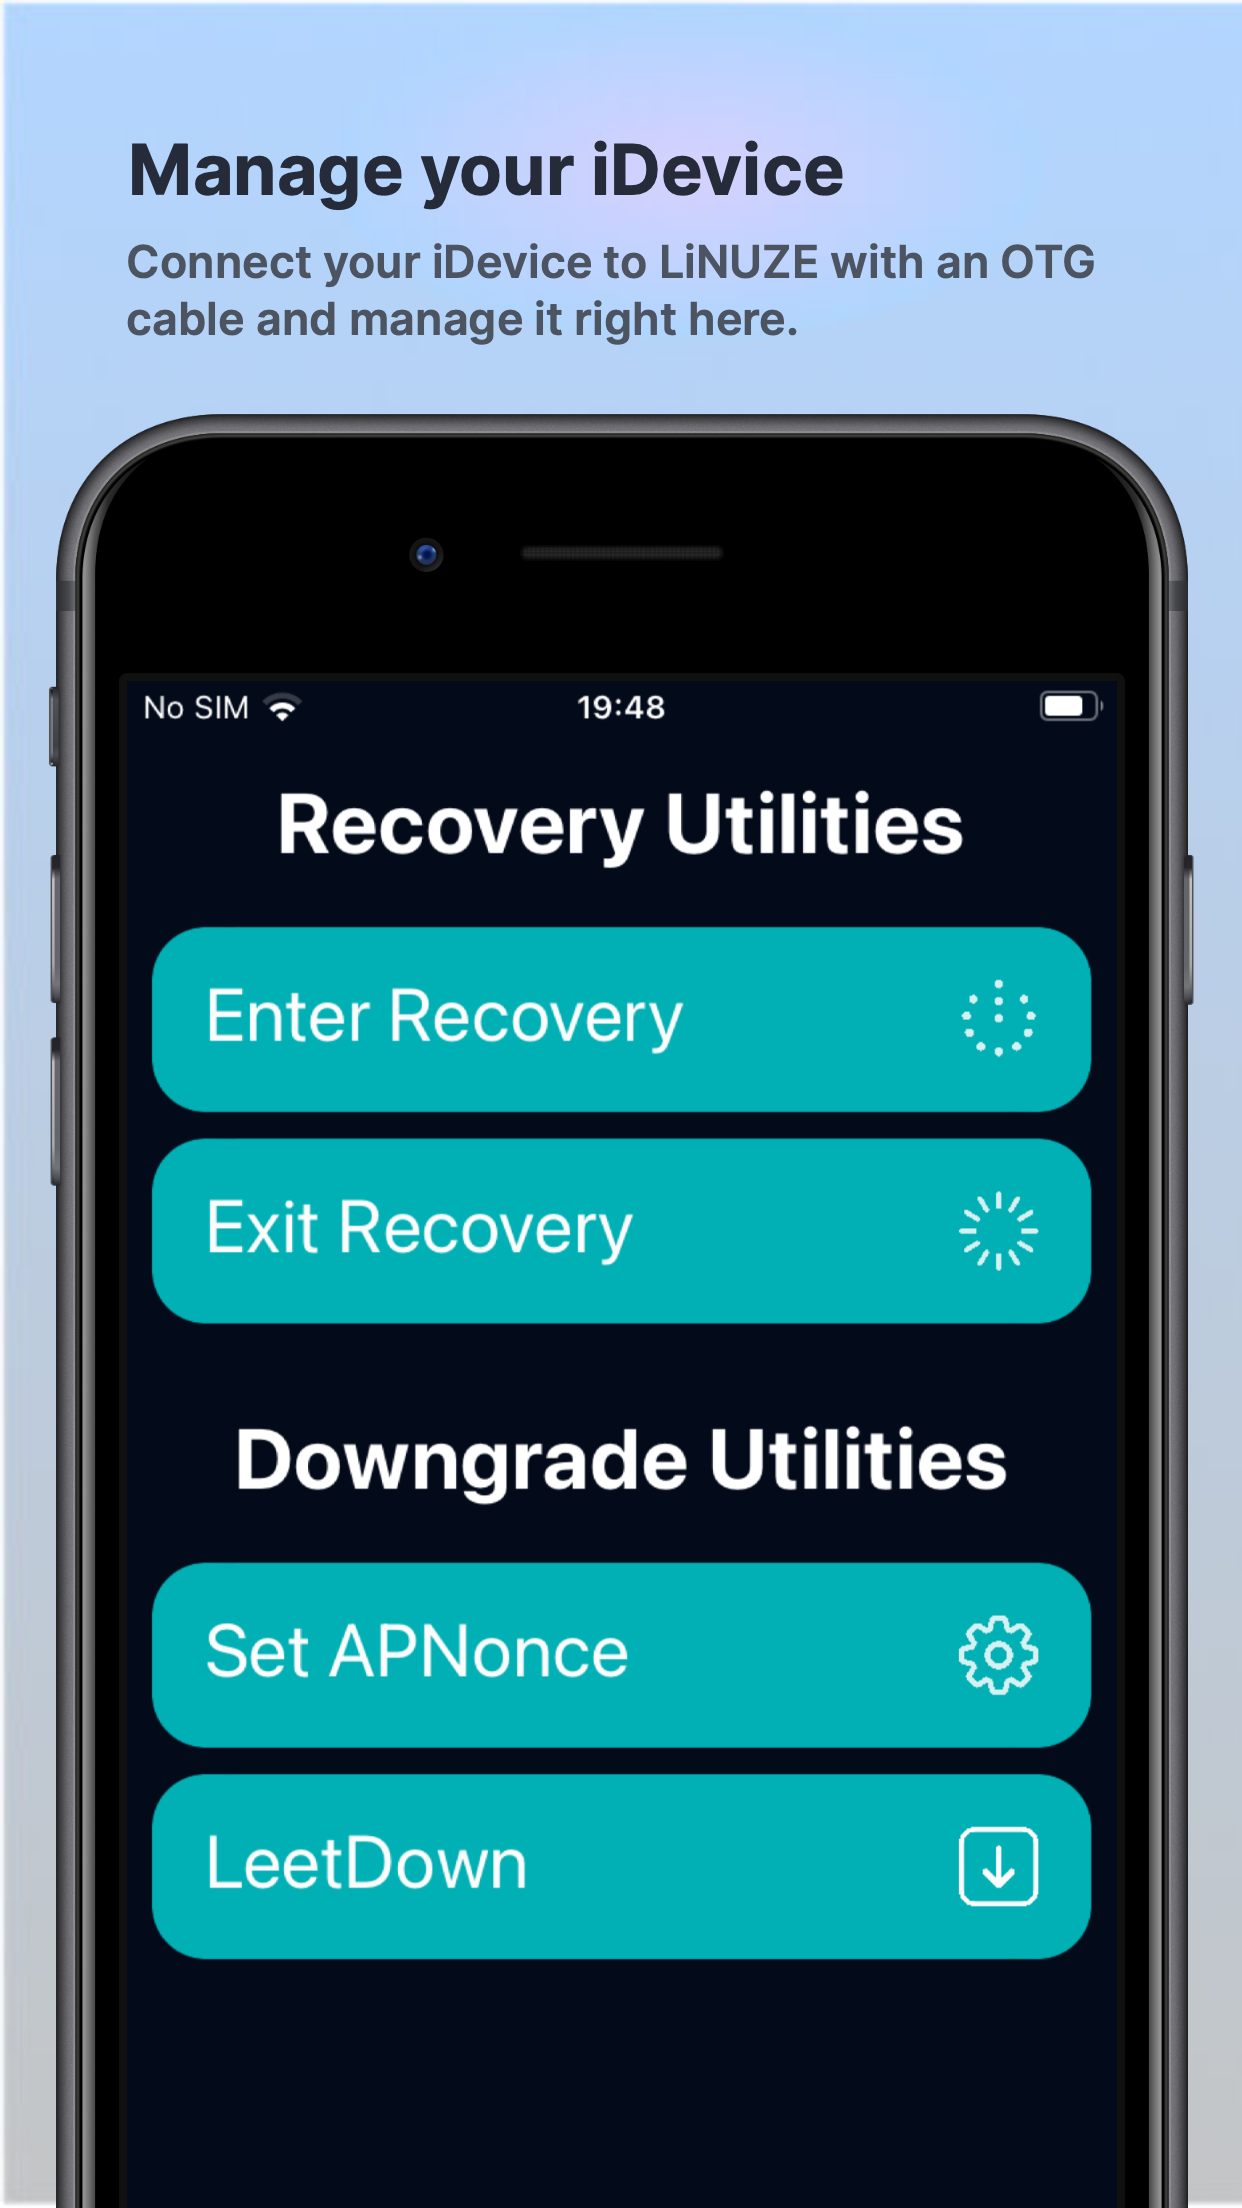 Manage your iDevice
Connect your iDevice to LiNUZE with an OTG
cable and manage it right here.
No SIM 19:48
Recovery Utilities
Enter Recovery
Exit Recovery
Downgrade Utilities
Set APNonce
LeetDown